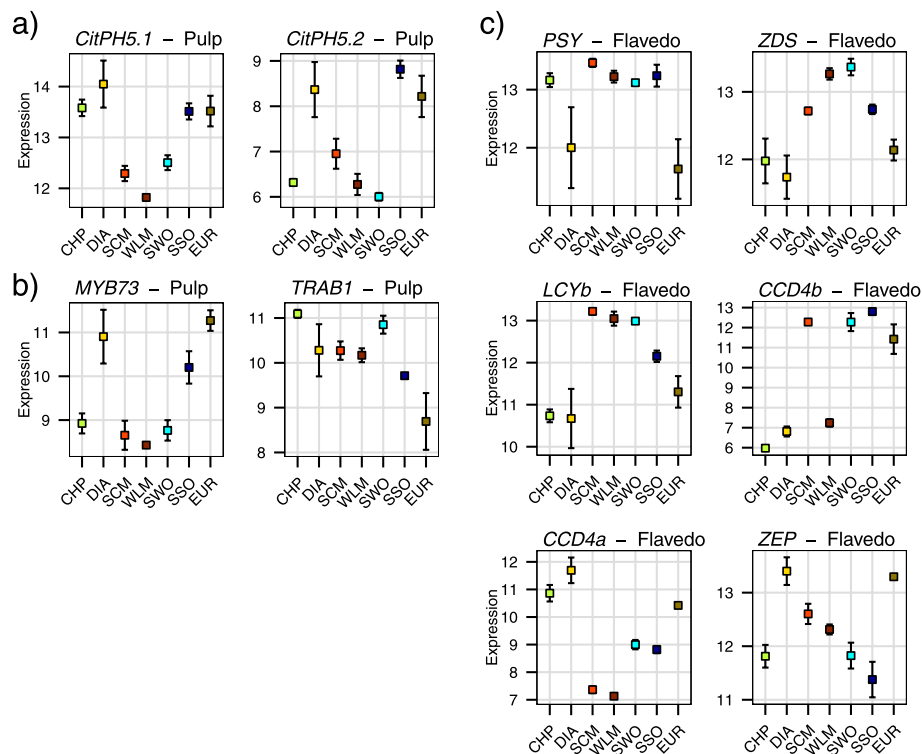 a)
CitPH5.1 – Pulp
Expression
14
13
12
CHP DIA SCM WLM SWO SSO EUR
CitPH5.2 – Pulp
9
8
7
6
CHP DIA SCM WLM SWO SSO EUR
b)
MYB73 – Pulp
Expression
11
10
9
CHP DIA SCM WLM SWO SSO EUR
TRAB1 – Pulp
11
10
9
8
CHP DIA SCM WLM SWO SSO EUR
c)
PSY – Flavedo
Expression
13
12
CHP DIA SCM WLM SWO SSO EUR
ZDS – Flavedo
13
12
CHP DIA SCM WLM SWO SSO EUR
LCYb – Flavedo
Expression
13
12
11
10
CHP DIA SCM WLM SWO SSO EUR
CCD4b – Flavedo
13
12
11
10
9
8
7
6
CHP DIA SCM WLM SWO SSO EUR
CCD4a – Flavedo
Expression
12
11
10
9
8
7
CHP DIA SCM WLM SWO SSO EUR
ZEP – Flavedo
13
12
11
CHP DIA SCM WLM SWO SSO EUR